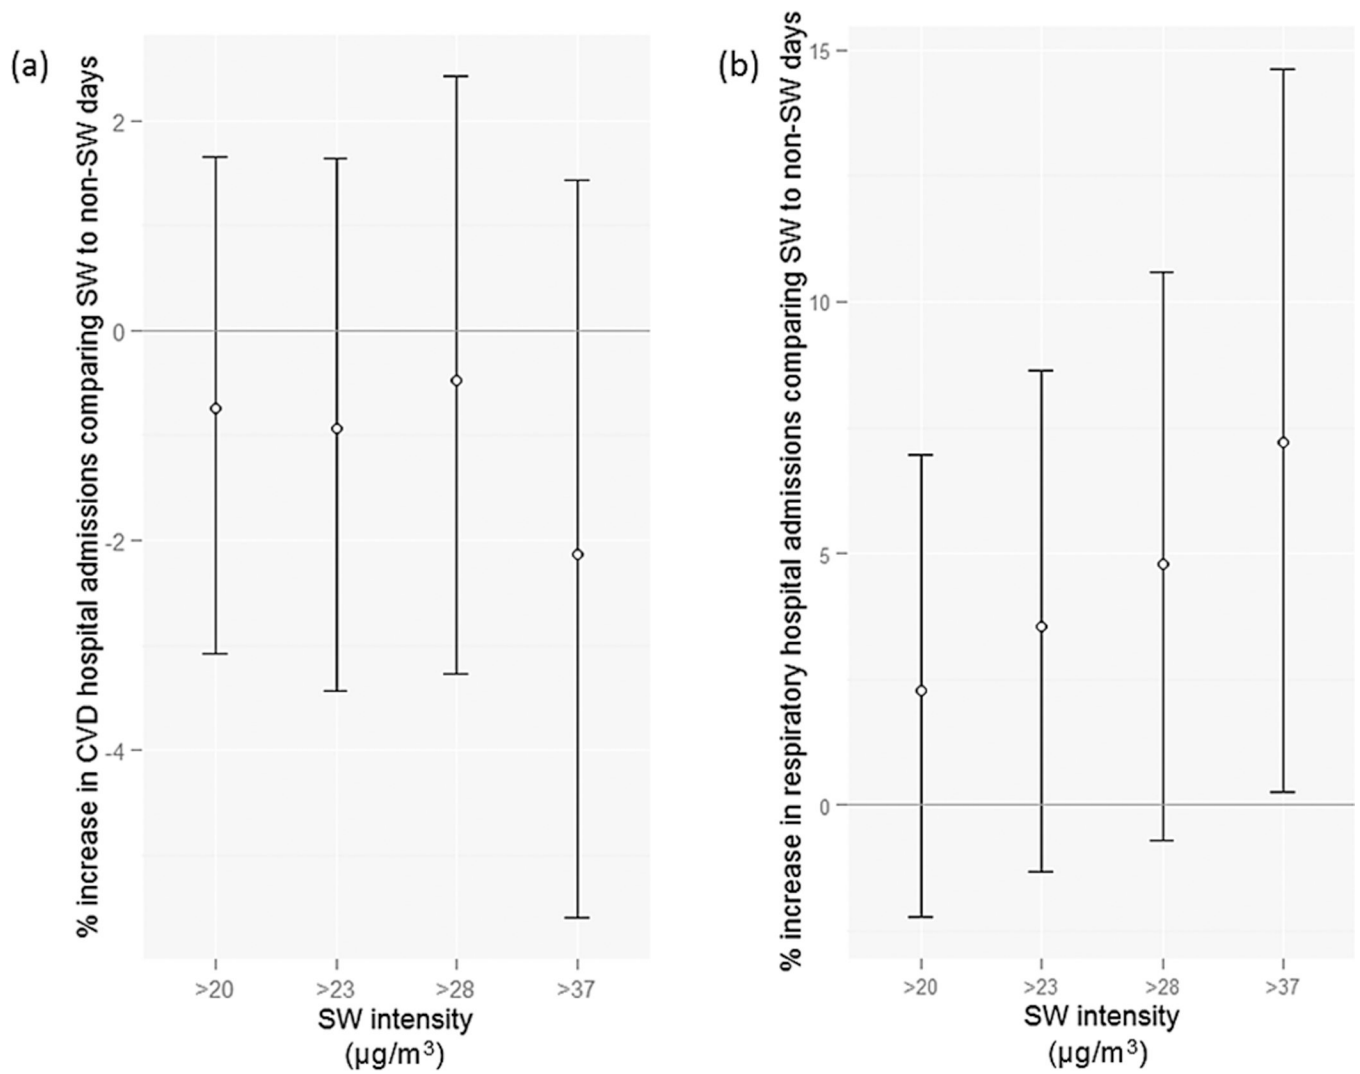 (a)
% increase in CVD hospital admissions comparing SW to non-SW days
2
0
-2
-4
>20 >23 >28 >37
SW intensity
(µg/m³)
(b)
% increase in respiratory hospital admissions comparing SW to non-SW days
15
10
5
0
>20 >23 >28 >37
SW intensity
(µg/m³)